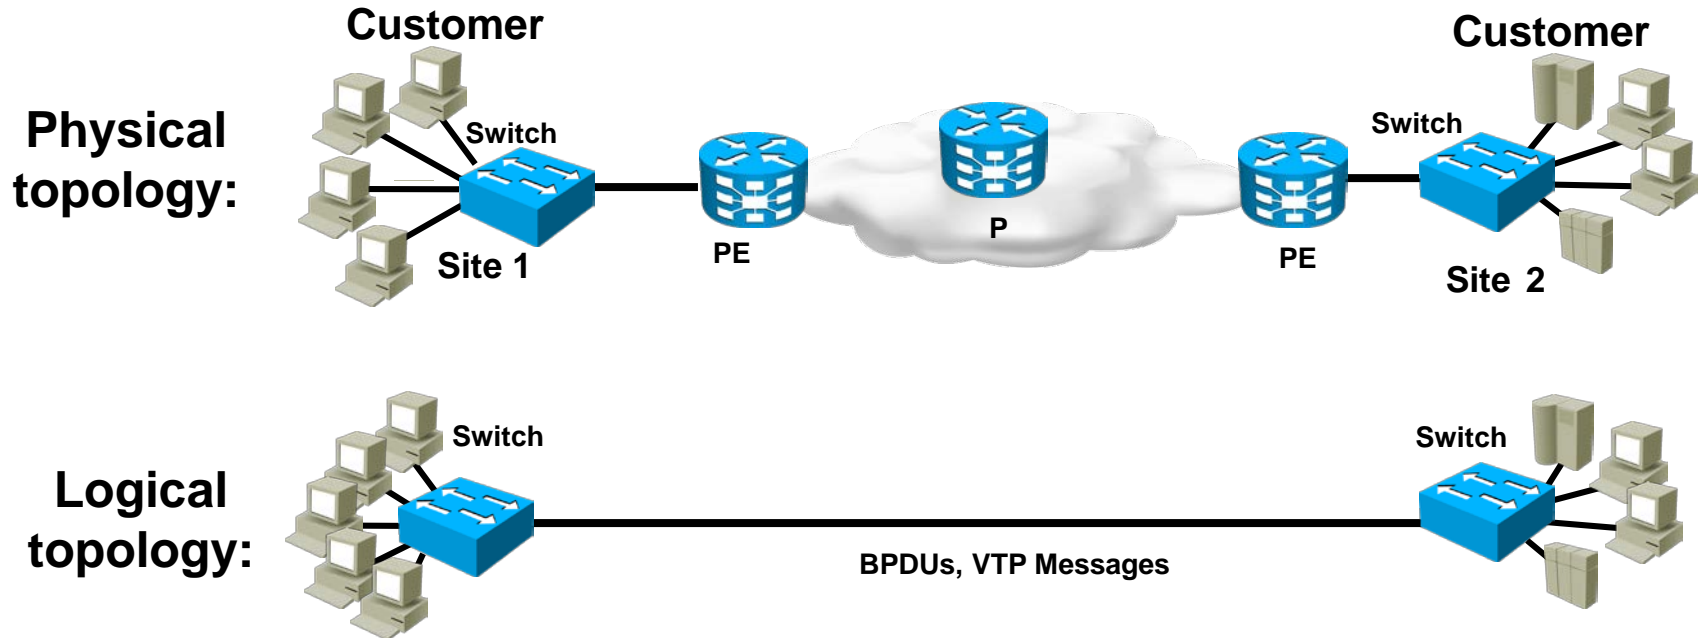 Customer
Customer
Physical
topology:
Switch
Switch
P
PE
PE
Site 1
Site 2
Logical
topology:
Switch
Switch
BPDUs, VTP Messages